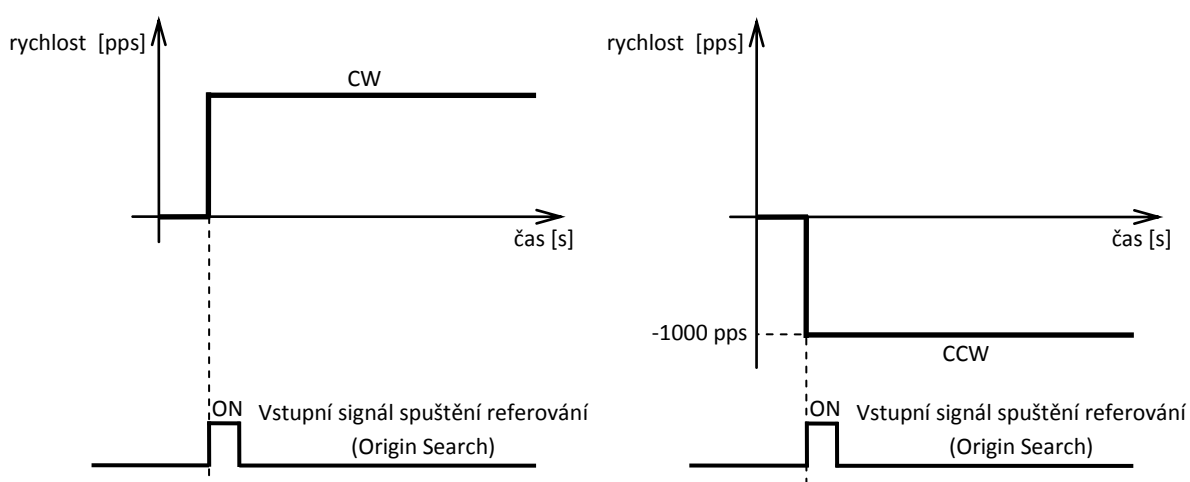 rychlost [pps]
CW
čas [s]
ON Vstupní signál spuštění referování
(Origin Search)
rychlost [pps]
čas [s]
-1000 pps
CCW
ON Vstupní signál spuštění referování
(Origin Search)